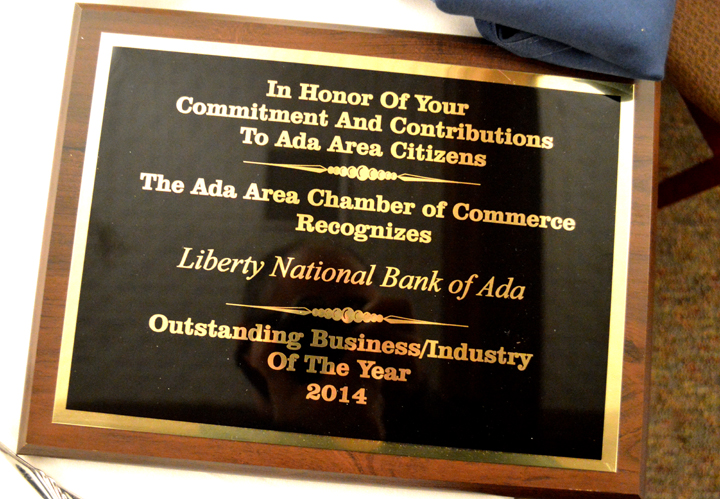 In Honor Of Your
Commitment And Contributions
To Ada Area Citizens
The Ada Area Chamber of Commerce
Recognizes
Liberty National Bank of Ada
Outstanding Business/Industry
Of The Year
2014